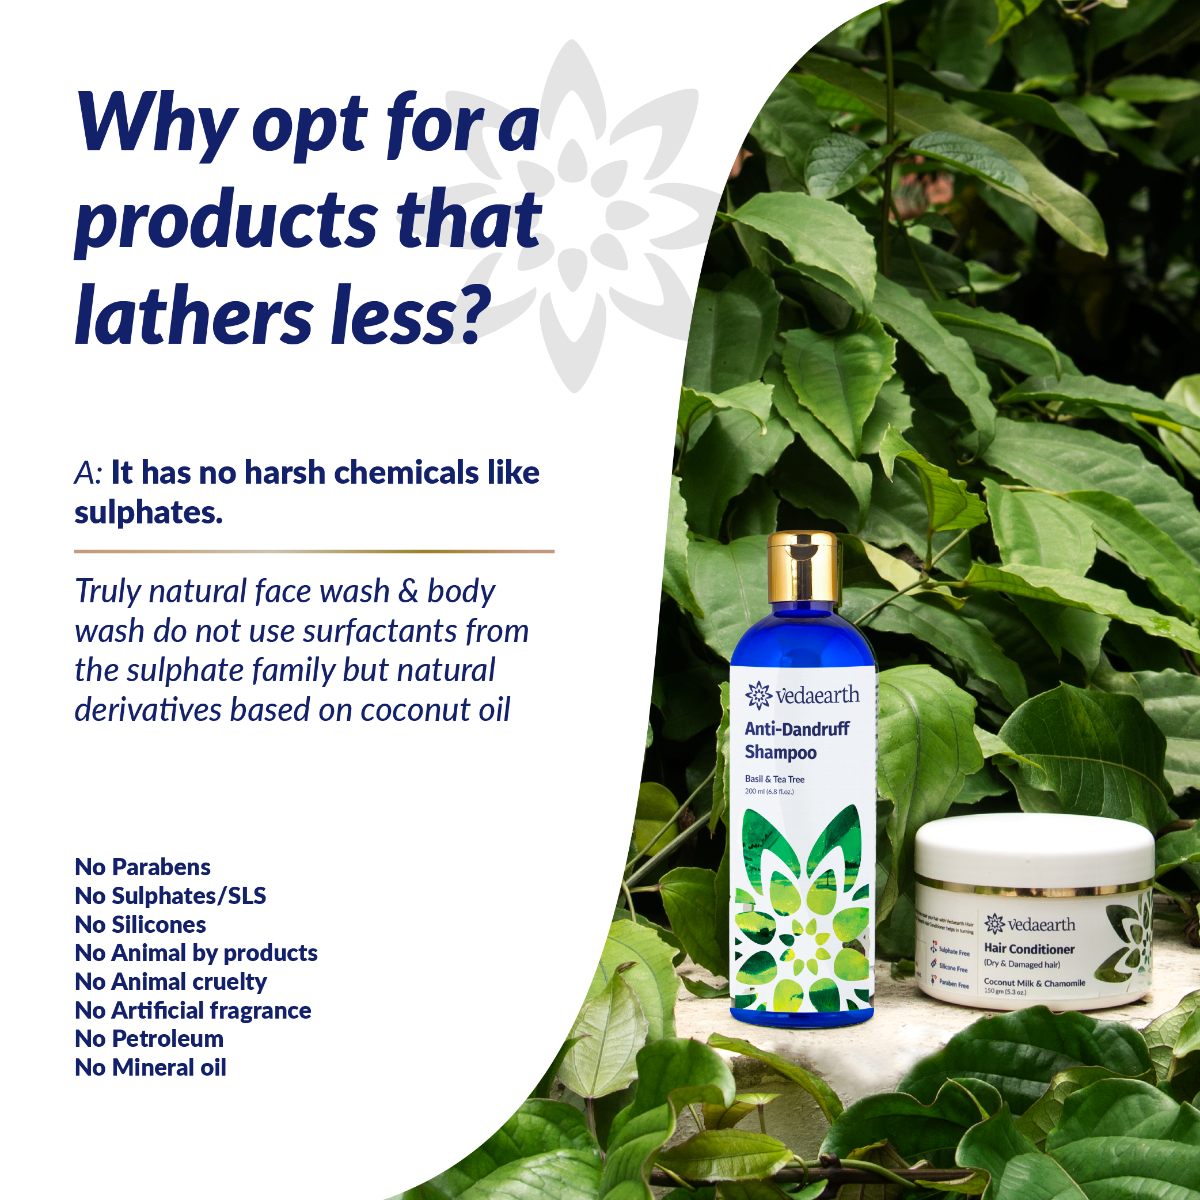 Why opt for a
products that
lathers less?
A: It has no harsh chemicals like
sulphates.
Truly natural face wash & body
wash do not use surfactants from
the sulphate family but natural
derivatives based on coconut oil
No Parabens
No Sulphates/SLS
No Silicones
No Animal by products
No Animal cruelty
No Artificial fragrance
No Petroleum
No Mineral oil
vedaearth
Anti-Dandruff
Shampoo
Basil & Tea Tree
200 ml (6.8 fl.oz.)
vedaearth
Hair Conditioner
(Dry & Damaged hair)
Coconut Milk & Chamomile
150 gm (5.3 oz.)
Sulphate Free
Silicone Free
Paraben Free